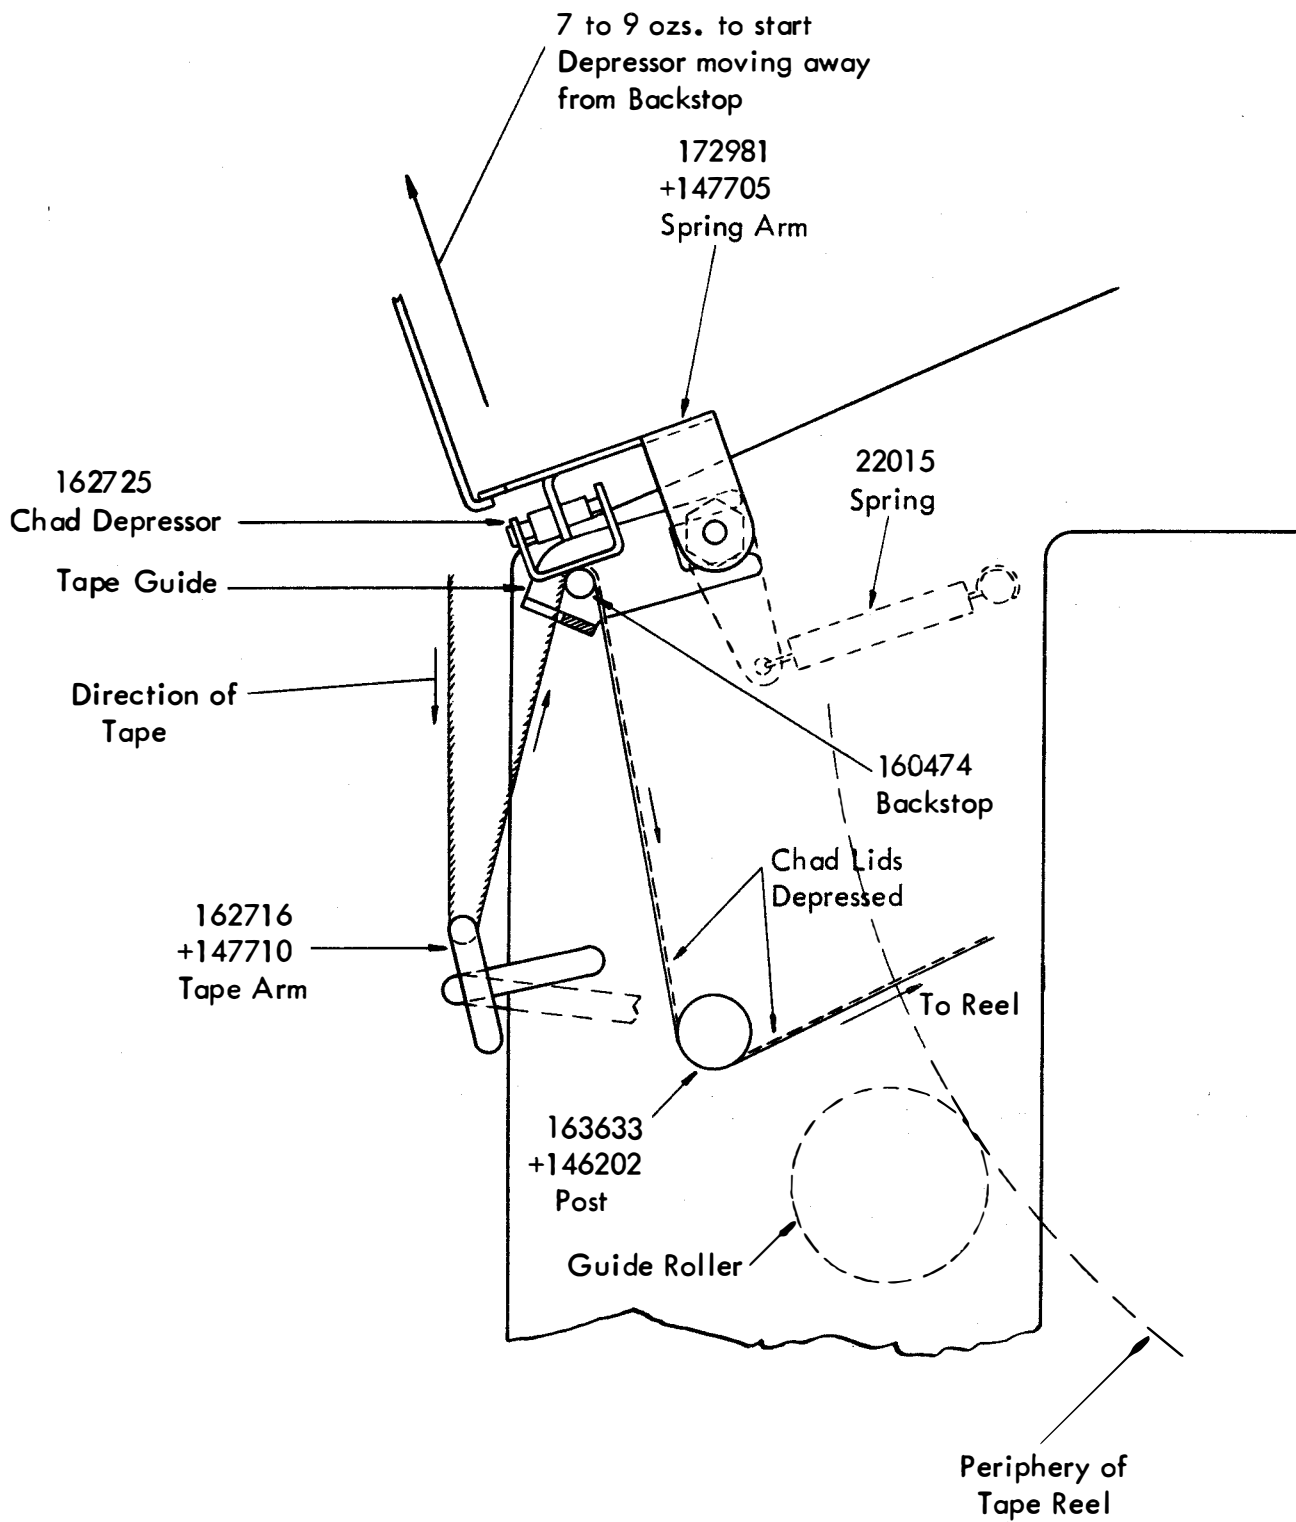 7 to 9 ozs. to start
Depressor moving away
from Backstop
172981
+147705
Spring Arm
22015
Spring
162725
Chad Depressor
Tape Guide
Direction of
Tape
160474
Backstop
Chad Lids
Depressed
162716
+147710
Tape Arm
To Reel
163633
+146202
Post
Guide Roller
Periphery of
Tape Reel